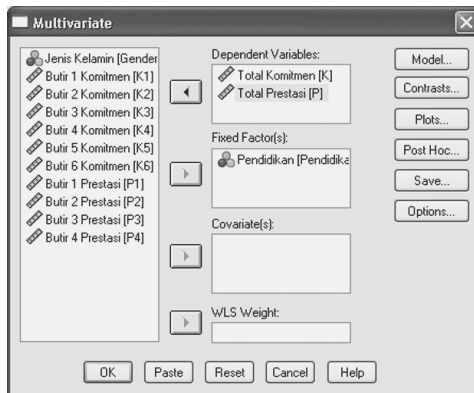 Multivariate
Jenis Kelamin [Gender
Butir 1 Komitmen [K1]
Butir 2 Komitmen [K2]
Butir 3 Komitmen [K3]
Butir 4 Komitmen [K4]
Butir 5 Komitmen [K5]
Butir 6 Komitmen [K6]
Butir 1 Prestasi [P1]
Butir 2 Prestasi [P2]
Butir 3 Prestasi [P3]
Butir 4 Prestasi [P4]
Dependent Variables:
Total Komitmen [K]
Total Prestasi [P]
Fixed Factor(s):
Pendidikan [Pendidika
Covariate(s):
WLS Weight:
Model...
Contrasts...
Plots...
Post Hoc...
Save...
Options...
OK
Paste
Reset
Cancel
Help